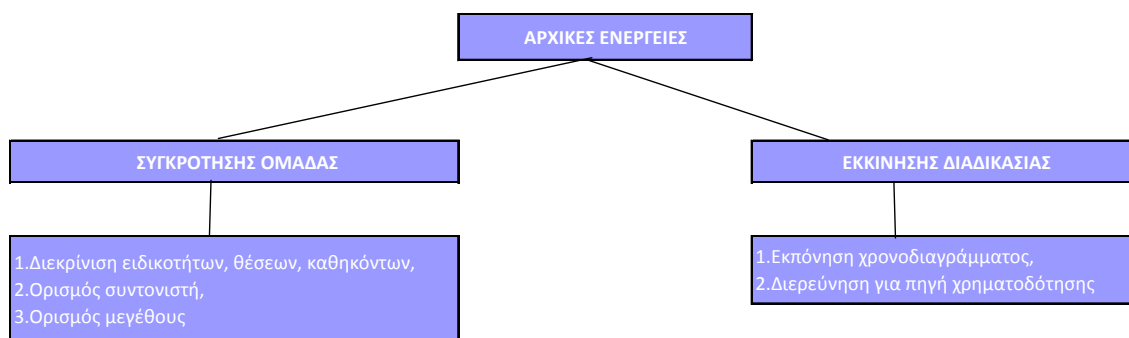 ΑΡΧΙΚΕΣ ΕΝΕΡΓΕΙΕΣ
ΣΥΓΚΡΟΤΗΣΗΣ ΟΜΑΔΑΣ
ΕΚΚΙΝΗΣΗΣ ΔΙΑΔΙΚΑΣΙΑΣ
1.Διεκρίνιση ειδικοτήτων, θέσεων, καθηκόντων,
2.Ορισμός συντονιστή,
3.Ορισμός μεγέθους
1.Εκπόνηση χρονοδιαγράμματος,
2.Διερεύνηση για πηγή χρηματοδότησης